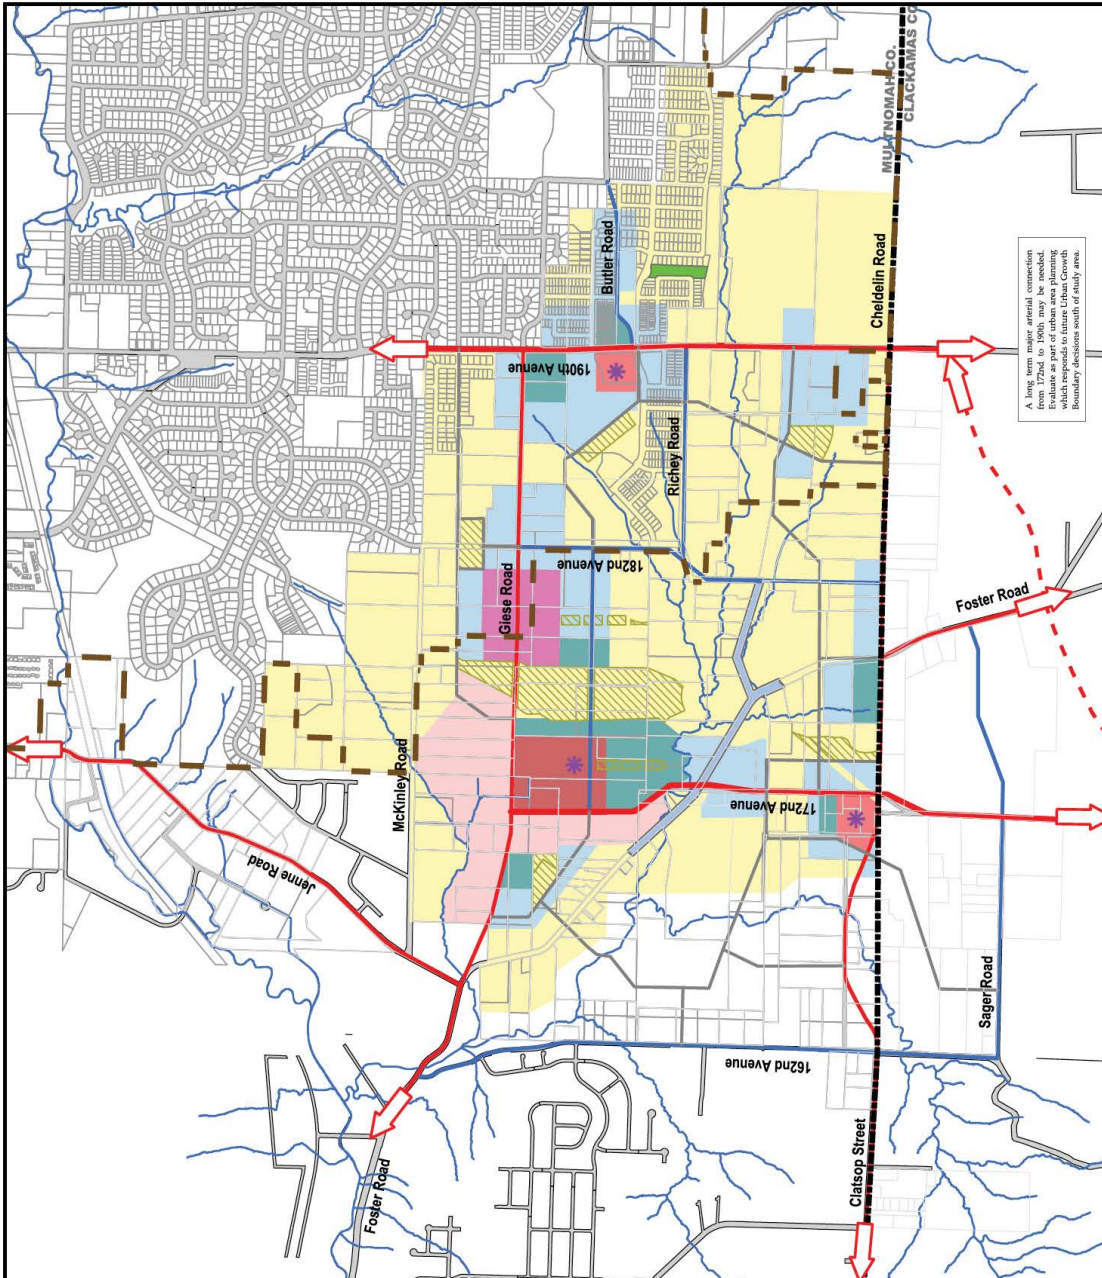 MULTNOMAH CO.
CLACKAMAS CO
Butler Road
Cheldelin Road
190th Avenue
A long term major arterial connection
from 172nd to 190th may be needed.
Evaluate as part of urban area planning
which responds to future Urban Growth
Boundary decisions south of study area.
Richey Road
182nd Avenue
Giese Road
Foster Road
McKinley Road
172nd Avenue
Jenne Road
Sager Road
162nd Avenue
Clatsop Street
Foster Road